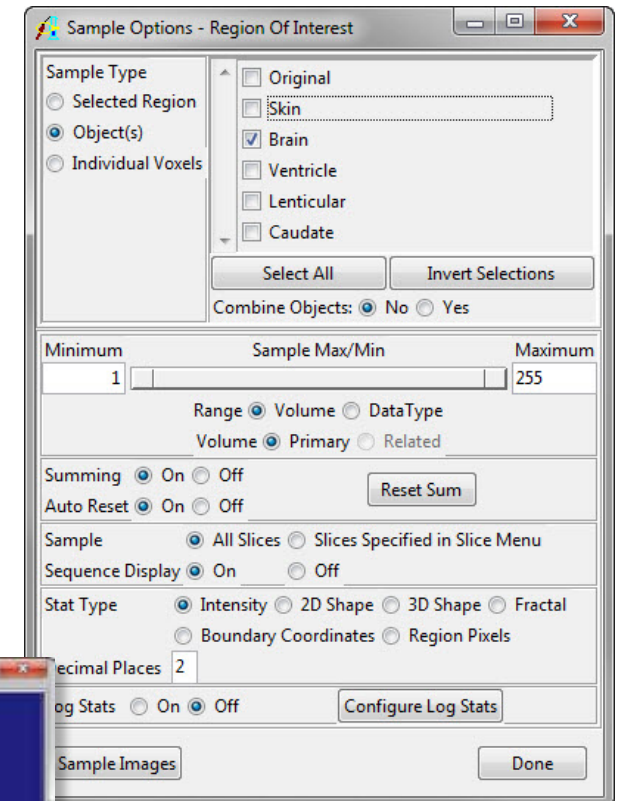 Sample Options - Region Of Interest
Sample Type
Selected Region
Object(s)
Individual Voxels
Original
Skin
Brain
Ventricle
Lenticular
Caudate
Select All Invert Selections
Combine Objects: No Yes
Minimum Sample Max/Min Maximum
1 255
Range Volume DataType
Volume Primary Related
Summing On Off
Auto Reset On Off
Reset Sum
Sample All Slices Slices Specified in Slice Menu
Sequence Display On Off
Stat Type Intensity 2D Shape 3D Shape Fractal
Boundary Coordinates Region Pixels
ecimal Places 2
og Stats On Off Configure Log Stats
Sample Images Done